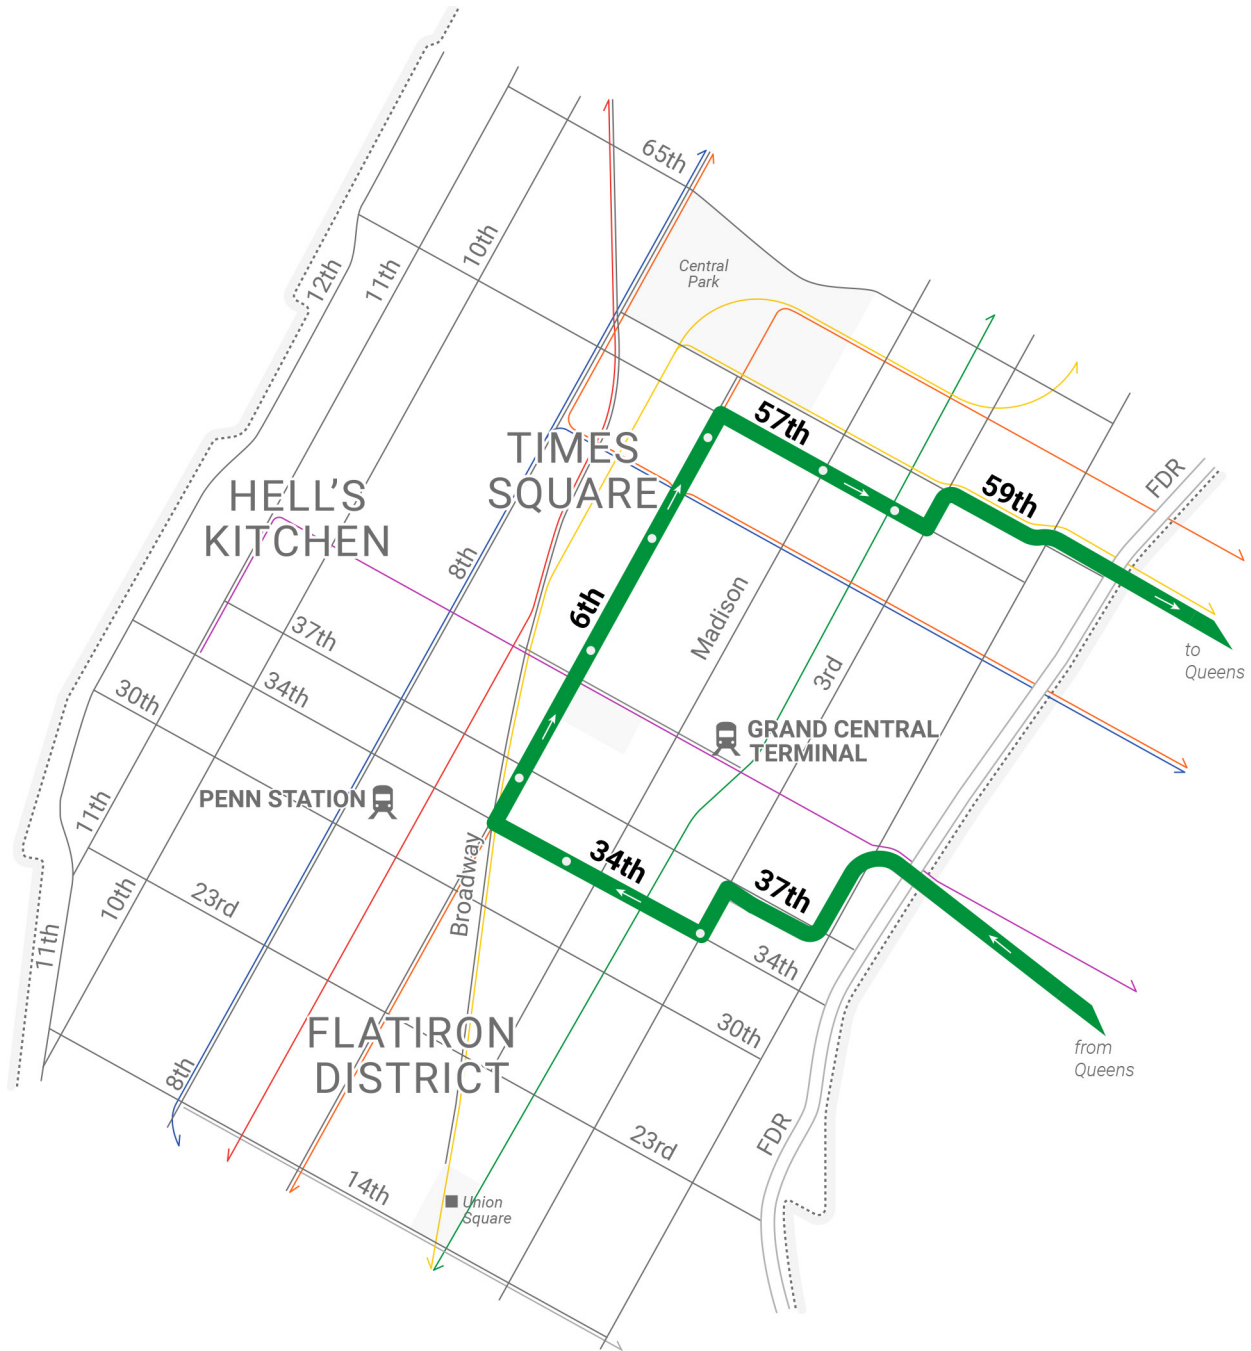 65th
Central
Park
12th
11th
10th
57th
TIMES
SQUARE
FDR
59th
HELL'S
KITCHEN
8th
6th
Madison
37th
3rd
to
Queens
34th
30th
GRAND CENTRAL
TERMINAL
PENN STATION
11th
Broadway
34th
37th
10th
23rd
11th
34th
30th
FLATIRON
DISTRICT
from
Queens
8th
FDR
23rd
14th
Union
Square